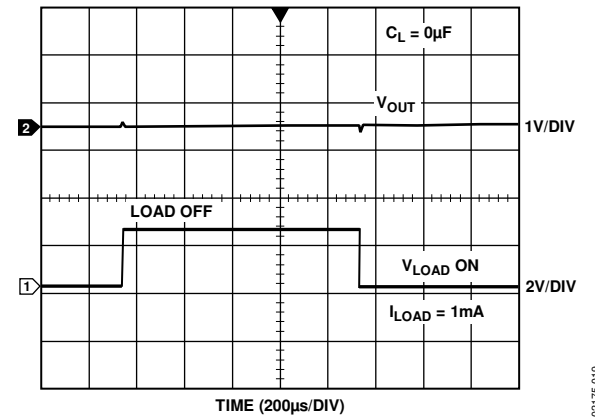 C_L = 0µF
V_OUT
2
1V/DIV
LOAD OFF
V_LOAD ON
1
2V/DIV
I_LOAD = 1mA
TIME (200µs/DIV)